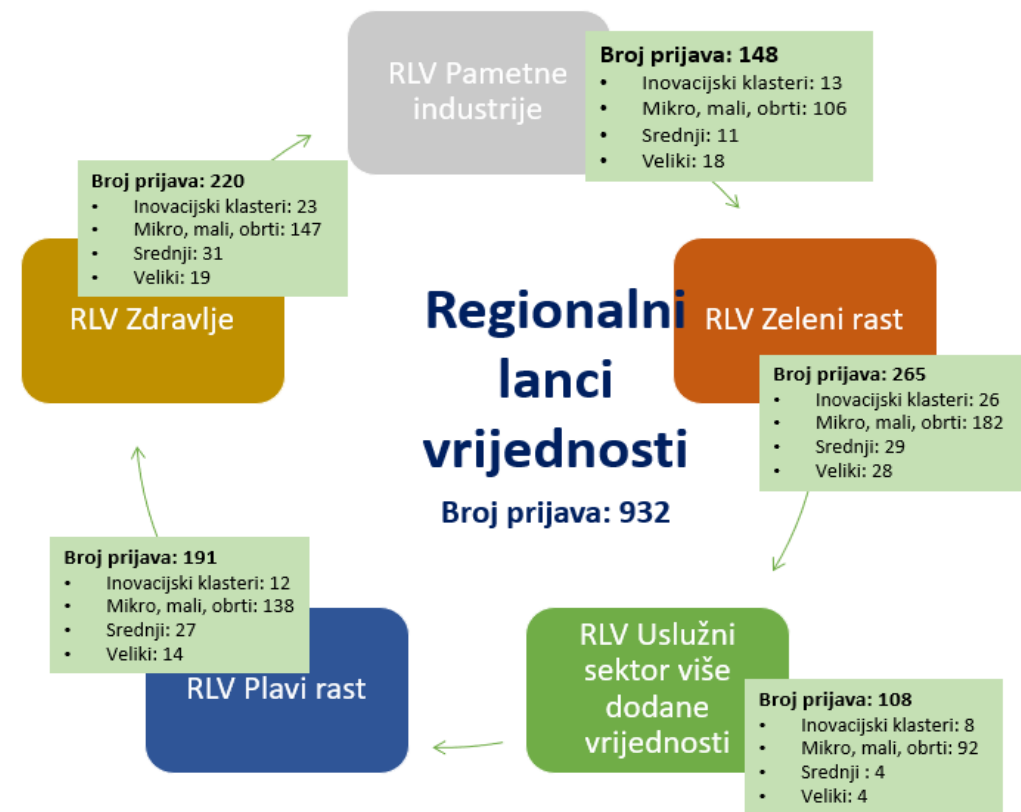 RLV Pametne
industrije
Broj prijava: 148
• Inovacijski klasteri: 13
• Mikro, mali, obrti: 106
• Srednji: 11
• Veliki: 18
Broj prijava: 220
• Inovacijski klasteri: 23
• Mikro, mali, obrti: 147
• Srednji: 31
• Veliki: 19
RLV Zdravlje
Regionalni
lanci
vrijednosti
Broj prijava: 932
RLV Zeleni rast
Broj prijava: 265
• Inovacijski klasteri: 26
• Mikro, mali, obrti: 182
• Srednji: 29
• Veliki: 28
Broj prijava: 191
• Inovacijski klasteri: 12
• Mikro, mali, obrti: 138
• Srednji: 27
• Veliki: 14
RLV Plavi rast
RLV Uslužni
sektor više
dodane
vrijednosti
Broj prijava: 108
• Inovacijski klasteri: 8
• Mikro, mali, obrti: 92
• Srednji : 4
• Veliki: 4